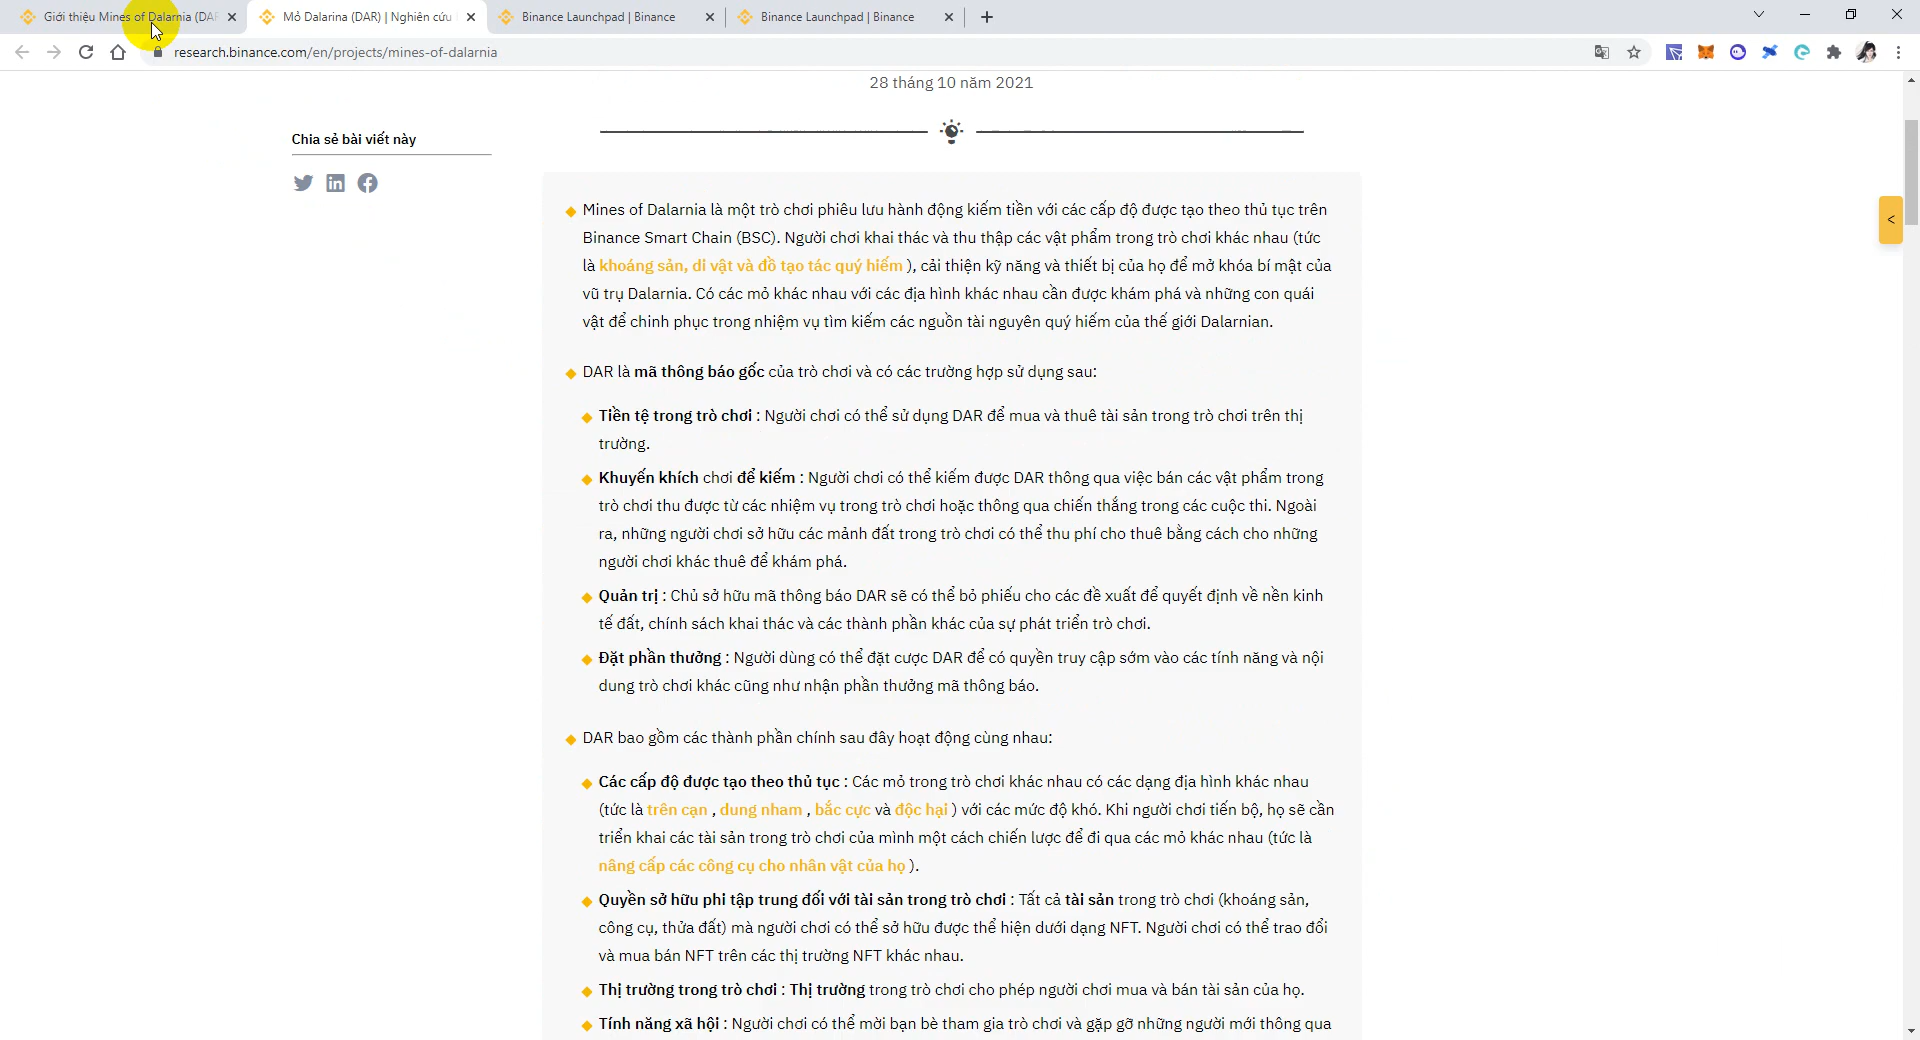 Giới thiệu Mines of Dalarnia (DAR
Mỏ Dalarina (DAR) | Nghiên cứu
Binance Launchpad | Binance
Binance Launchpad | Binance
research.binance.com/en/projects/mines-of-dalarnia
28 tháng 10 năm 2021
Chia sẻ bài viết này
Mines of Dalarnia là một trò chơi phiêu lưu hành động kiếm tiền với các cấp độ được tạo theo thủ tục trên
Binance Smart Chain (BSC). Người chơi khai thác và thu thập các vật phẩm trong trò chơi khác nhau (tức
là khoáng sản, di vật và đồ tạo tác quý hiếm ), cải thiện kỹ năng và thiết bị của họ để mở khóa bí mật của
vũ trụ Dalarnia. Có các mỏ khác nhau với các địa hình khác nhau cần được khám phá và những con quái
vật để chinh phục trong nhiệm vụ tìm kiếm các nguồn tài nguyên quý hiếm của thế giới Dalarnian.
DAR là mã thông báo gốc của trò chơi và có các trường hợp sử dụng sau:
Tiền tệ trong trò chơi : Người chơi có thể sử dụng DAR để mua và thuê tài sản trong trò chơi trên thị
trường.
Khuyến khích chơi để kiếm : Người chơi có thể kiếm được DAR thông qua việc bán các vật phẩm trong
trò chơi thu được từ các nhiệm vụ trong trò chơi hoặc thông qua chiến thắng trong các cuộc thi. Ngoài
ra, những người chơi sở hữu các mảnh đất trong trò chơi có thể thu phí cho thuê bằng cách cho những
người chơi khác thuê để khám phá.
Quản trị : Chủ sở hữu mã thông báo DAR sẽ có thể bỏ phiếu cho các đề xuất để quyết định về nền kinh
tế đất, chính sách khai thác và các thành phần khác của sự phát triển trò chơi.
Đặt phần thưởng : Người dùng có thể đặt cược DAR để có quyền truy cập sớm vào các tính năng và nội
dung trò chơi khác cũng như nhận phần thưởng mã thông báo.
DAR bao gồm các thành phần chính sau đây hoạt động cùng nhau:
Các cấp độ được tạo theo thủ tục : Các mỏ trong trò chơi khác nhau có các dạng địa hình khác nhau
(tức là trên cạn , dung nham , bắc cực và độc hại ) với các mức độ khó. Khi người chơi tiến bộ, họ sẽ cần
triển khai các tài sản trong trò chơi của mình một cách chiến lược để đi qua các mỏ khác nhau (tức là
nâng cấp các công cụ cho nhân vật của họ ).
Quyền sở hữu phi tập trung đối với tài sản trong trò chơi : Tất cả tài sản trong trò chơi (khoáng sản,
công cụ, thửa đất) mà người chơi có thể sở hữu được thể hiện dưới dạng NFT. Người chơi có thể trao đổi
và mua bán NFT trên các thị trường NFT khác nhau.
Thị trường trong trò chơi : Thị trường trong trò chơi cho phép người chơi mua và bán tài sản của họ.
Tính năng xã hội : Người chơi có thể mời bạn bè tham gia trò chơi và gặp gỡ những người mới thông qua